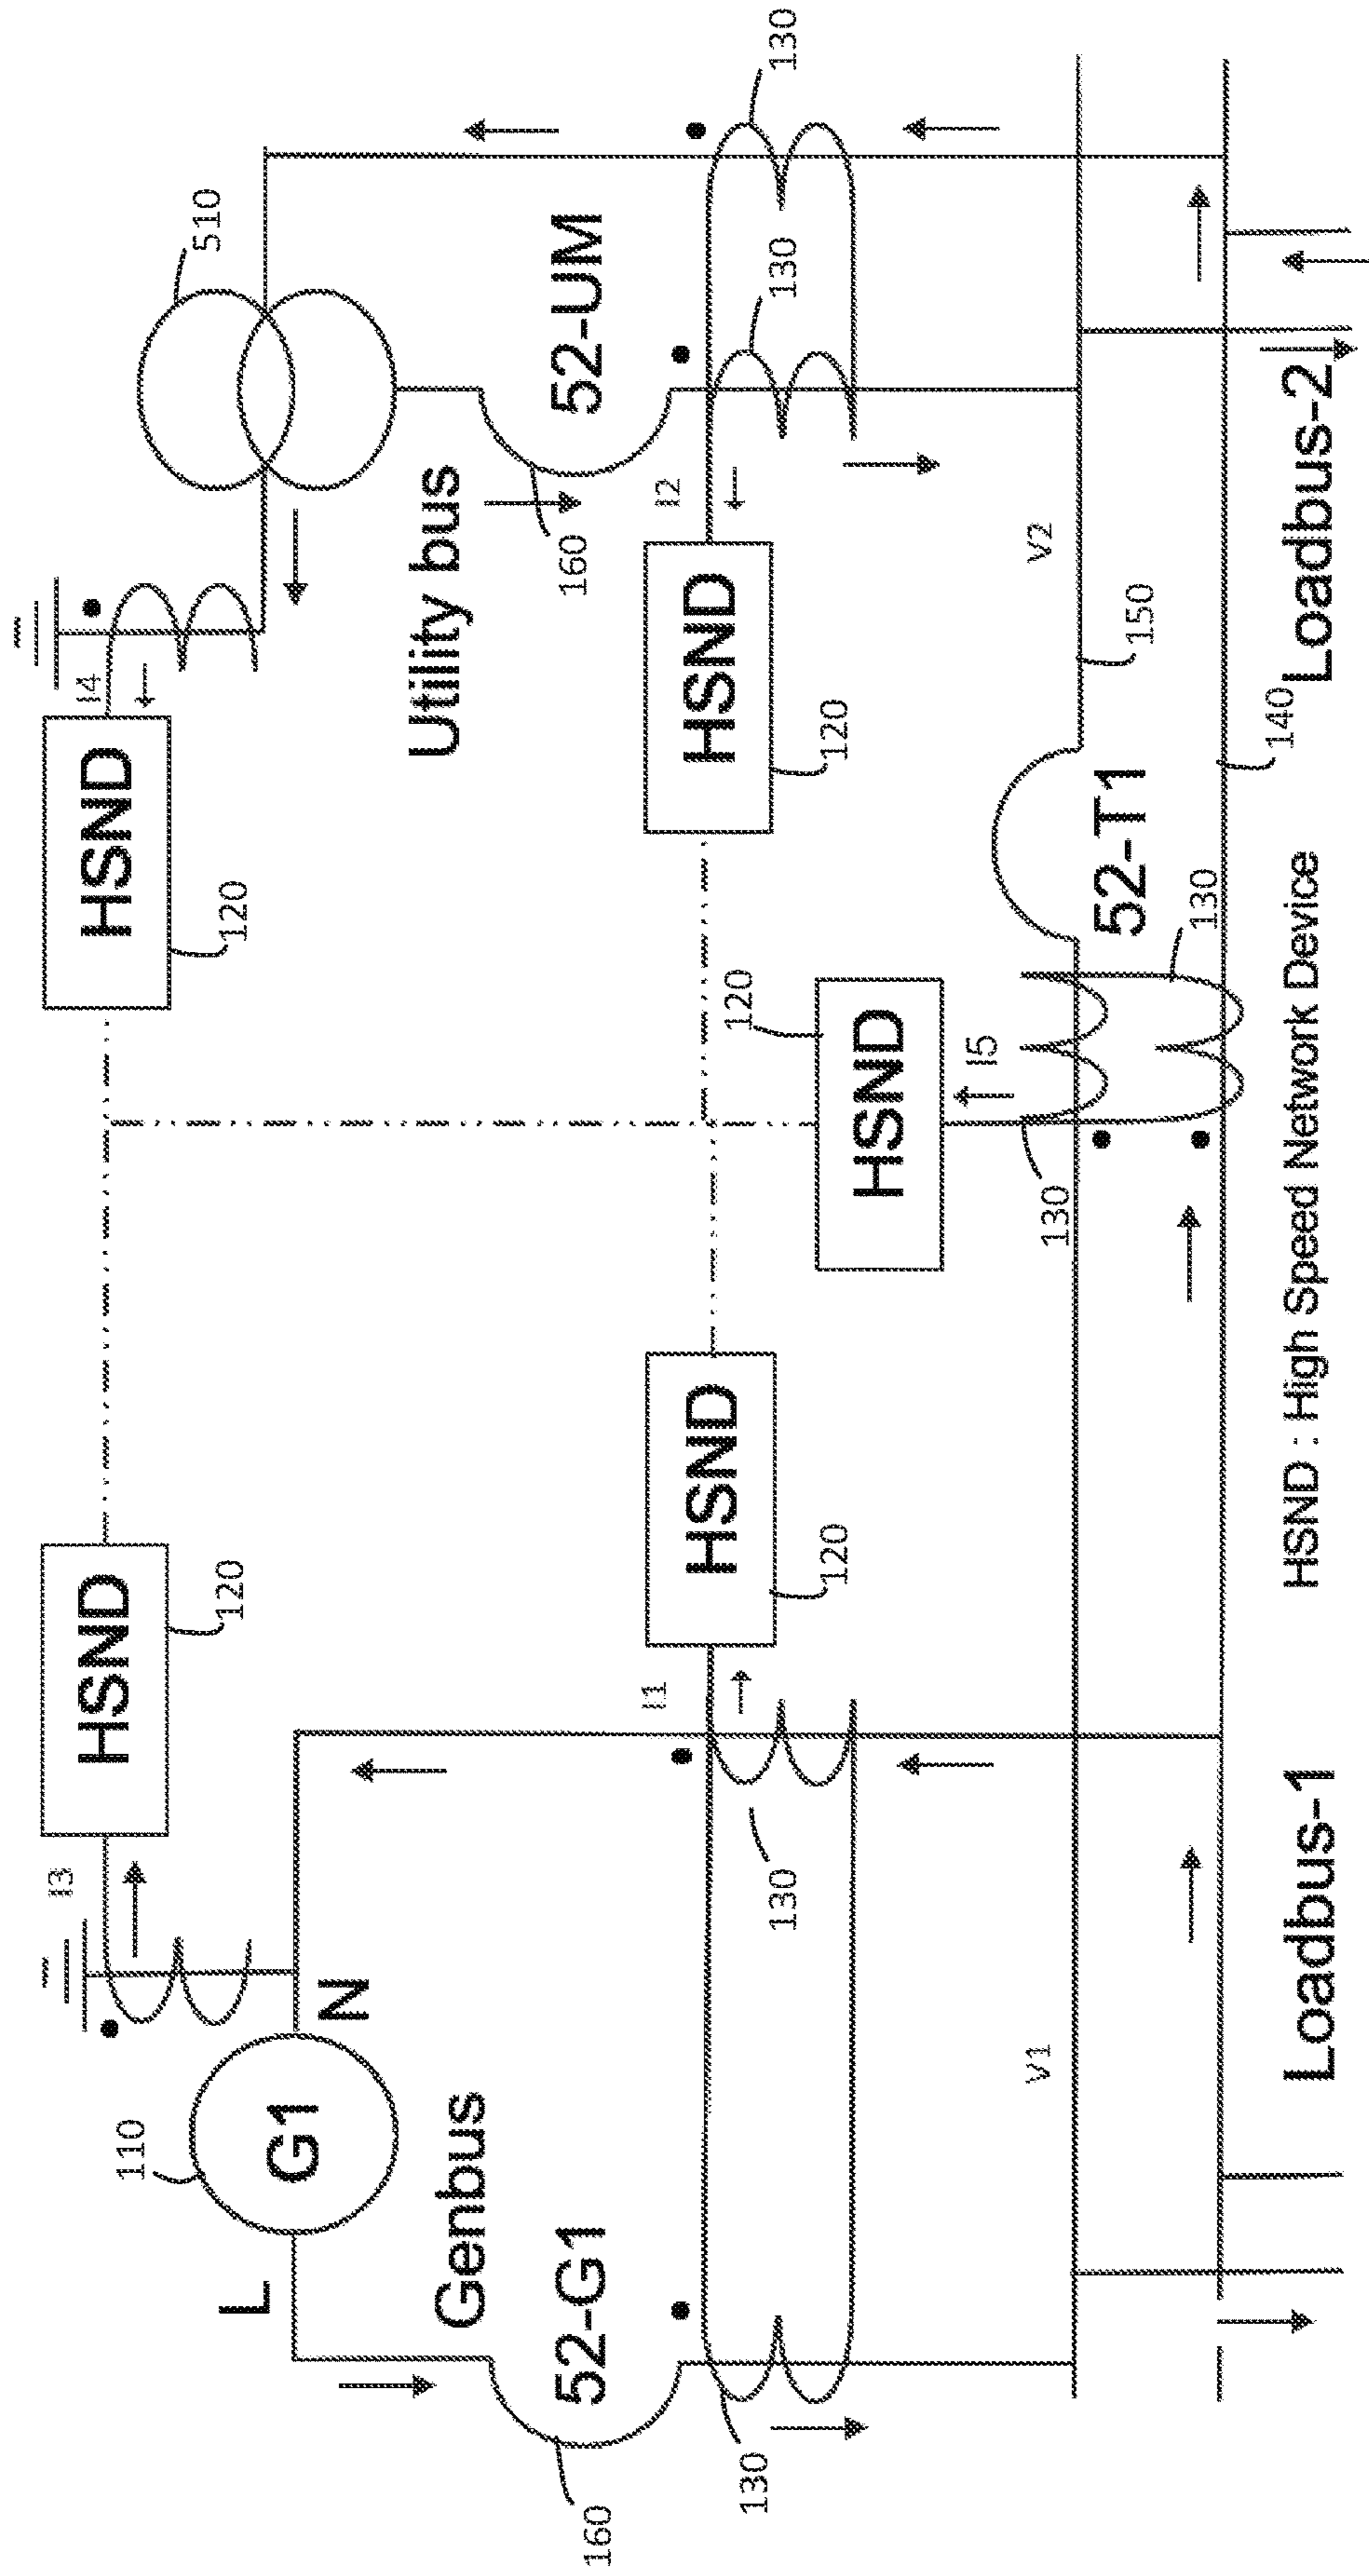 I3
I4
HSND
HSND
110
510
120
120
L
G1
N
Genbus
Utility bus
52-G1
52-UM
160
160
I1
I2
HSND
HSND
130
130
120
120
120
130
130
HSND
I5
V1
V2
130
52-T1
150
130
140
Loadbus-1
HSND : High Speed Network Device
Loadbus-2